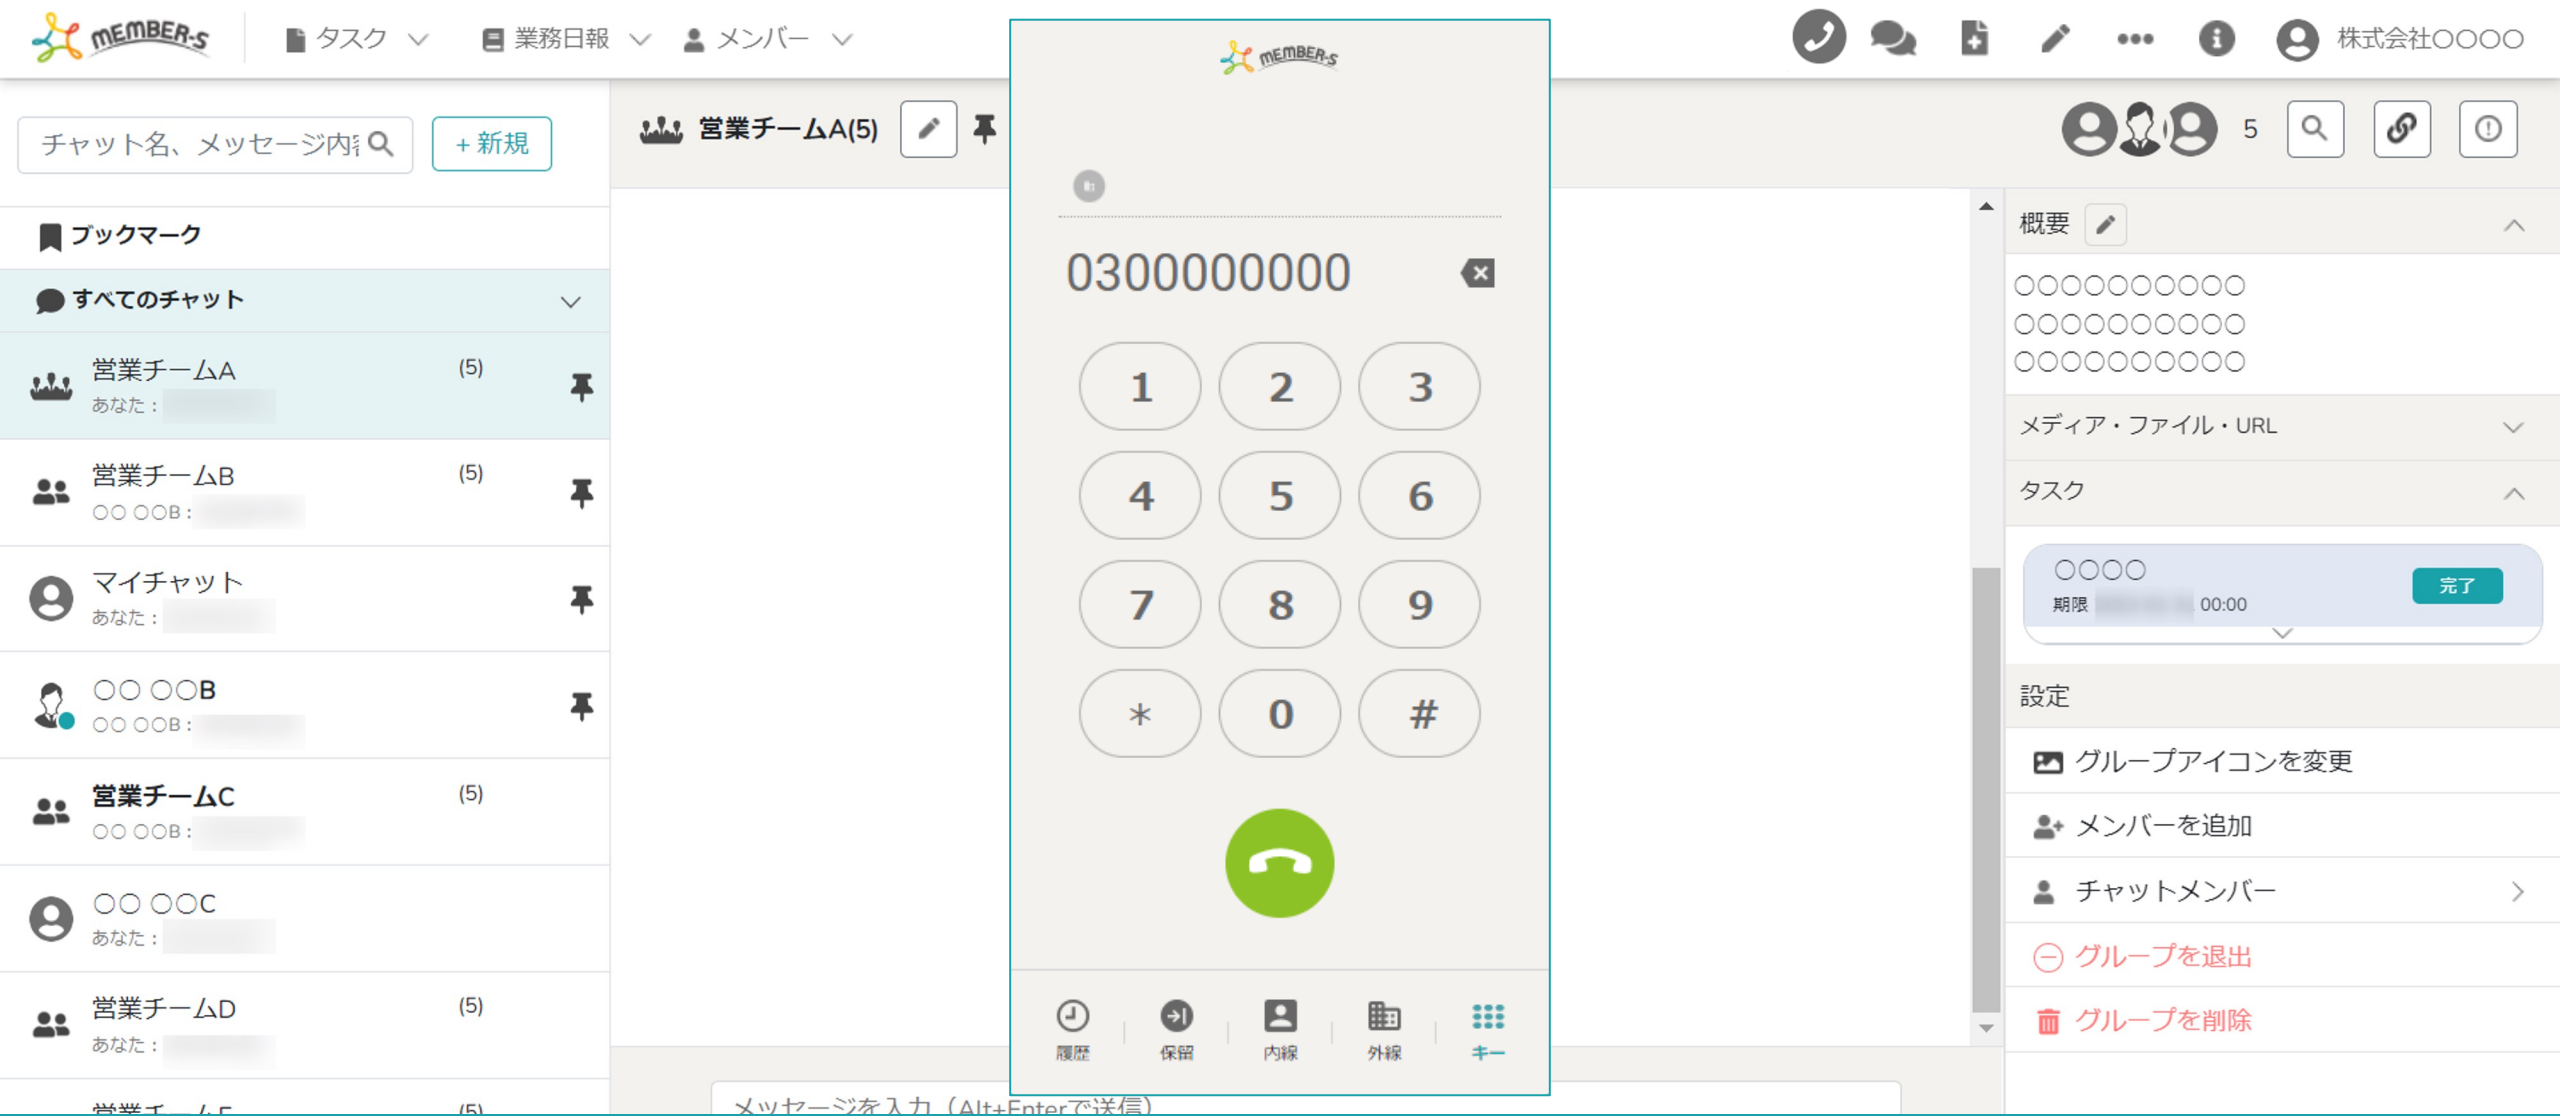 MEMBER-S
タスク
業務日報
メンバー
株式会社〇〇〇〇
チャット名、メッセージ内
+ 新規
ブックマーク
すべてのチャット
営業チームA (5)
あなた：
営業チームB (5)
〇〇 〇〇B :
マイチャット
あなた：
〇〇 〇〇B
〇〇 〇〇B :
営業チームC (5)
〇〇 〇〇B :
〇〇 〇〇C
あなた：
営業チームD (5)
あなた：
(5)
営業チームA(5)
5
MEMBER-S
0300000000
1 2 3
4 5 6
7 8 9
* 0 #
履歴
保留
内線
外線
キー
メッセージを入力（Alt+Enterで送信）
概要
〇〇〇〇〇〇〇〇〇〇
〇〇〇〇〇〇〇〇〇〇
〇〇〇〇〇〇〇〇〇〇
メディア・ファイル・URL
タスク
〇〇〇〇
期限 00:00
完了
設定
グループアイコンを変更
メンバーを追加
チャットメンバー
グループを退出
グループを削除